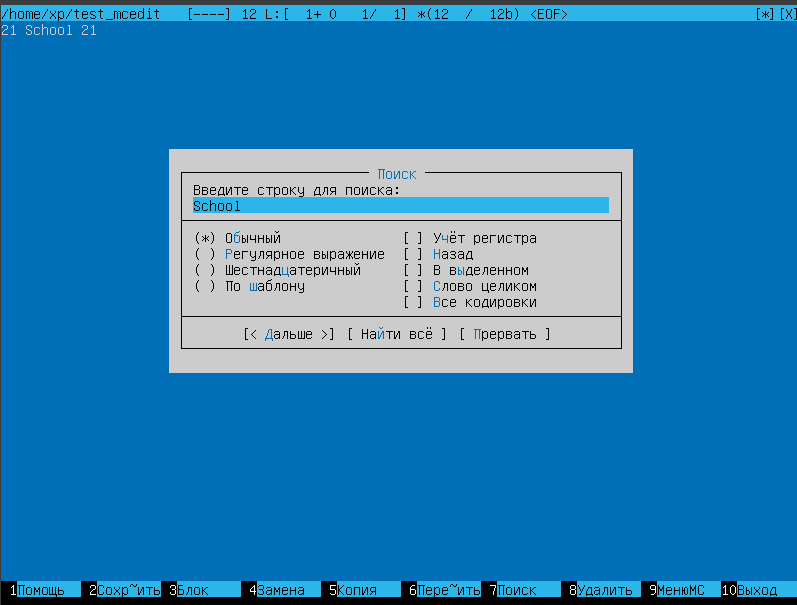 /home/xp/test_mcedit [----] 12 L:[ 1+ 0 1/ 1] *(12 / 12b) <EOF> [*][X]
21 School 21
Поиск
Введите строку для поиска:
School
(*) Обычный [ ] Учёт регистра
( ) Регулярное выражение [ ] Назад
( ) Шестнадцатеричный [ ] В выделенном
( ) По шаблону [ ] Слово целиком
[ ] Все кодировки
[< Дальше >] [ Найти всё ] [ Прервать ]
1Помощь 2Сохр~ить 3Блок 4Замена 5Копия 6Пере~ить 7Поиск 8Удалить 9МенюMC 10Выход